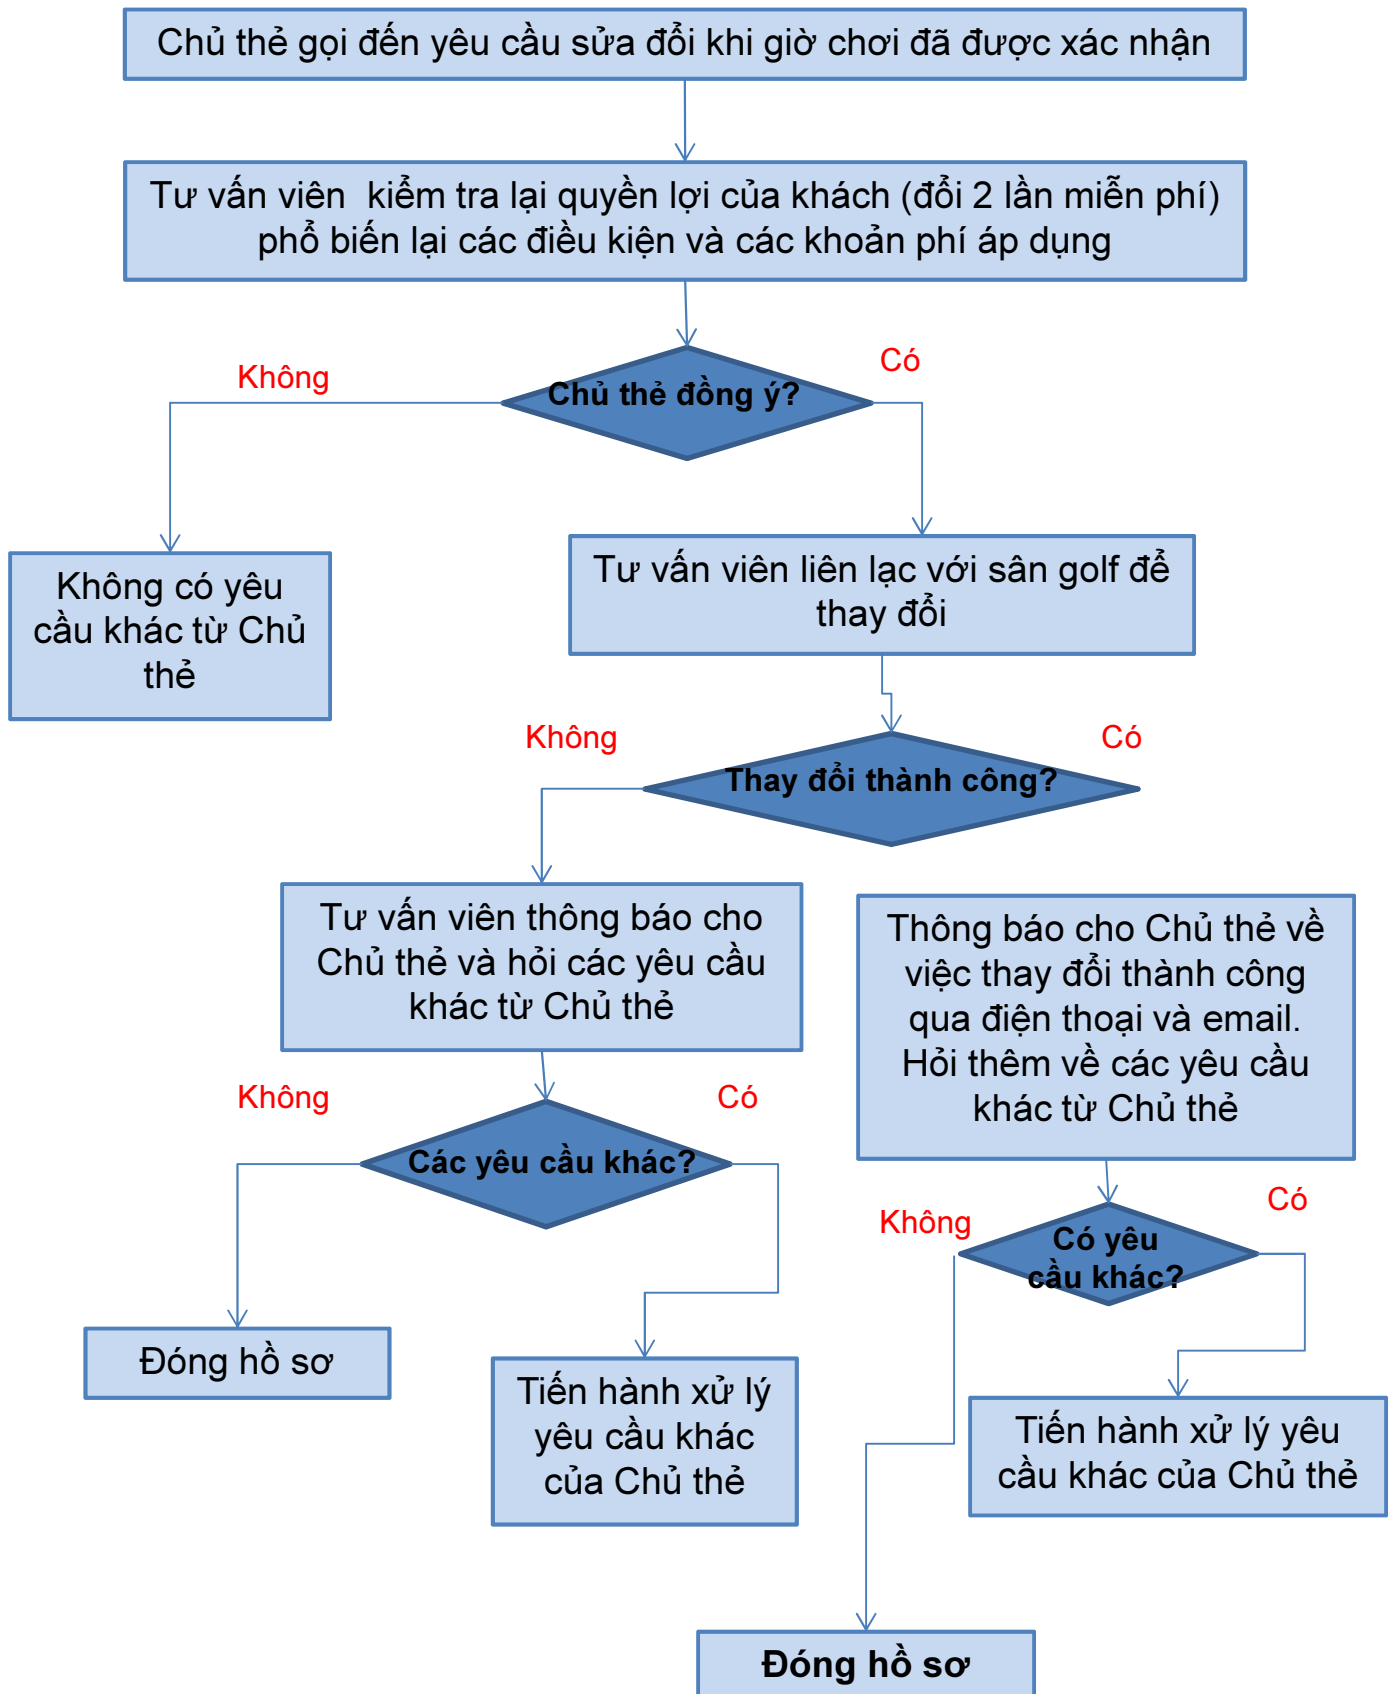 Chủ thẻ gọi đến yêu cầu sửa đổi khi giờ chơi đã được xác nhận
Tư vấn viên  kiểm tra lại quyền lợi của khách (đổi 2 lần miễn phí)
phổ biến lại các điều kiện và các khoản phí áp dụng
Không
Có
Chủ thẻ đồng ý?
Không có yêu
cầu khác từ Chủ
thẻ
Tư vấn viên liên lạc với sân golf để
thay đổi
Không
Có
Thay đổi thành công?
Tư vấn viên thông báo cho
Chủ thẻ và hỏi các yêu cầu
khác từ Chủ thẻ
Thông báo cho Chủ thẻ về
việc thay đổi thành công
qua điện thoại và email.
Hỏi thêm về các yêu cầu
khác từ Chủ thẻ
Không
Có
Các yêu cầu khác?
Không
Có
Có yêu
cầu khác?
Đóng hồ sơ
Tiến hành xử lý
yêu cầu khác
của Chủ thẻ
Tiến hành xử lý yêu
cầu khác của Chủ thẻ
Đóng hồ sơ